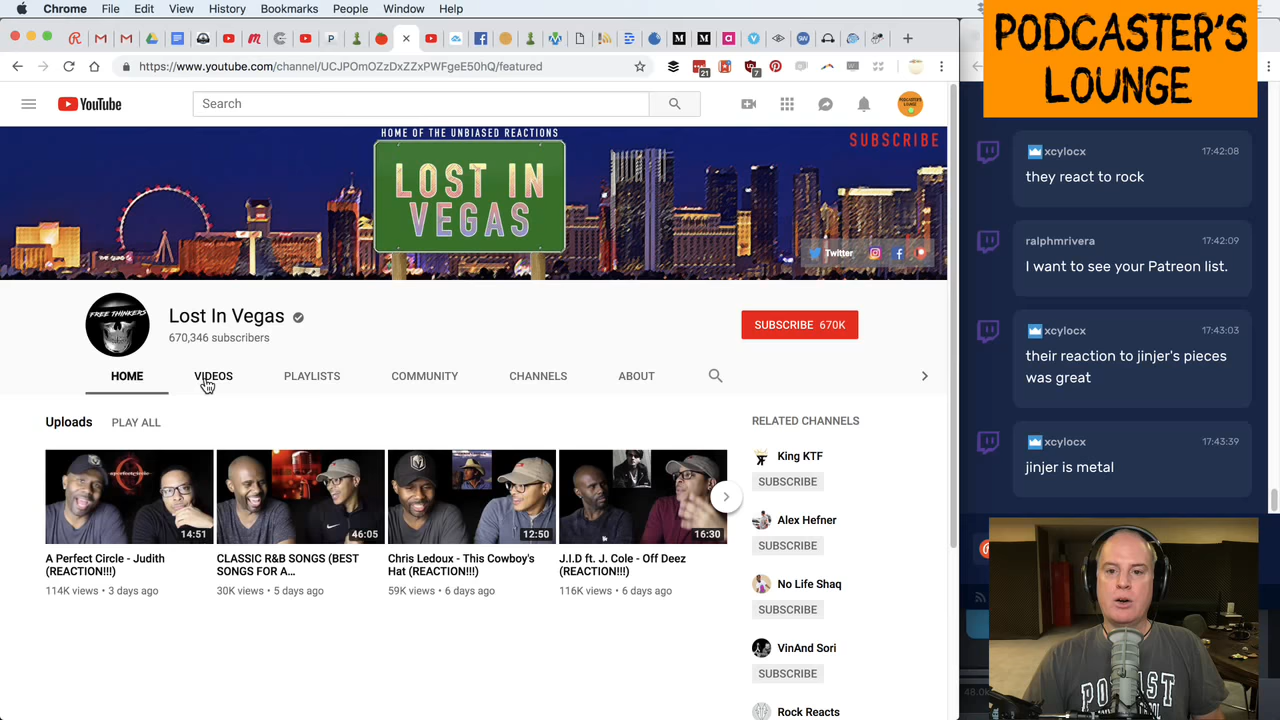 Chrome File Edit View History Bookmarks People Window Help
https://www.youtube.com/channel/UCJPOmOZzDxZZxPWFgeE50hQ/featured
21
7
YouTube
Search
HOME OF THE UNBIASED REACTIONS
SUBSCRIBE
LOST IN
VEGAS
Twitter
FREE THINKERS
Lost In Vegas
670,346 subscribers
SUBSCRIBE 670K
HOME VIDEOS PLAYLISTS COMMUNITY CHANNELS ABOUT
Uploads PLAY ALL
14:51
46:05
12:50
16:30
A Perfect Circle - Judith
(REACTION!!!)
114K views • 3 days ago
CLASSIC R&B SONGS (BEST
SONGS FOR A...
30K views • 5 days ago
Chris Ledoux - This Cowboy's
Hat (REACTION!!!)
59K views • 6 days ago
J.I.D ft. J. Cole - Off Deez
(REACTION!!!)
116K views • 6 days ago
RELATED CHANNELS
King KTF
SUBSCRIBE
Alex Hefner
SUBSCRIBE
No Life Shaq
SUBSCRIBE
VinAnd Sori
SUBSCRIBE
Rock Reacts
PODCASTER'S
LOUNGE
xcylocx 17:42:08
they react to rock
ralphmrivera 17:42:09
I want to see your Patreon list.
xcylocx 17:43:03
their reaction to jinjer's pieces
was great
xcylocx 17:43:39
jinjer is metal
48.0k